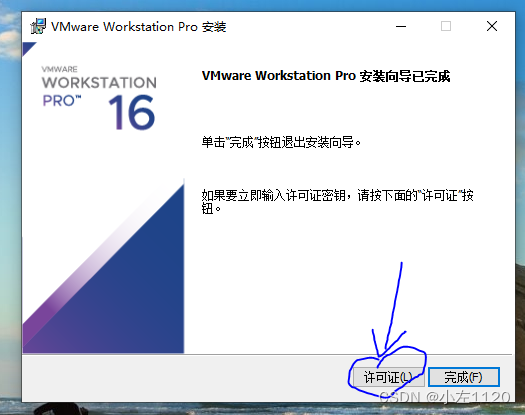 VMware Workstation Pro 安装
VMWARE
WORKSTATION
PRO™ 16
VMware Workstation Pro 安装向导已完成
单击"完成"按钮退出安装向导。
如果要立即输入许可证密钥，请按下面的"许可证"按
钮。
许可证(L)
完成(F)
CSDN @小左1120